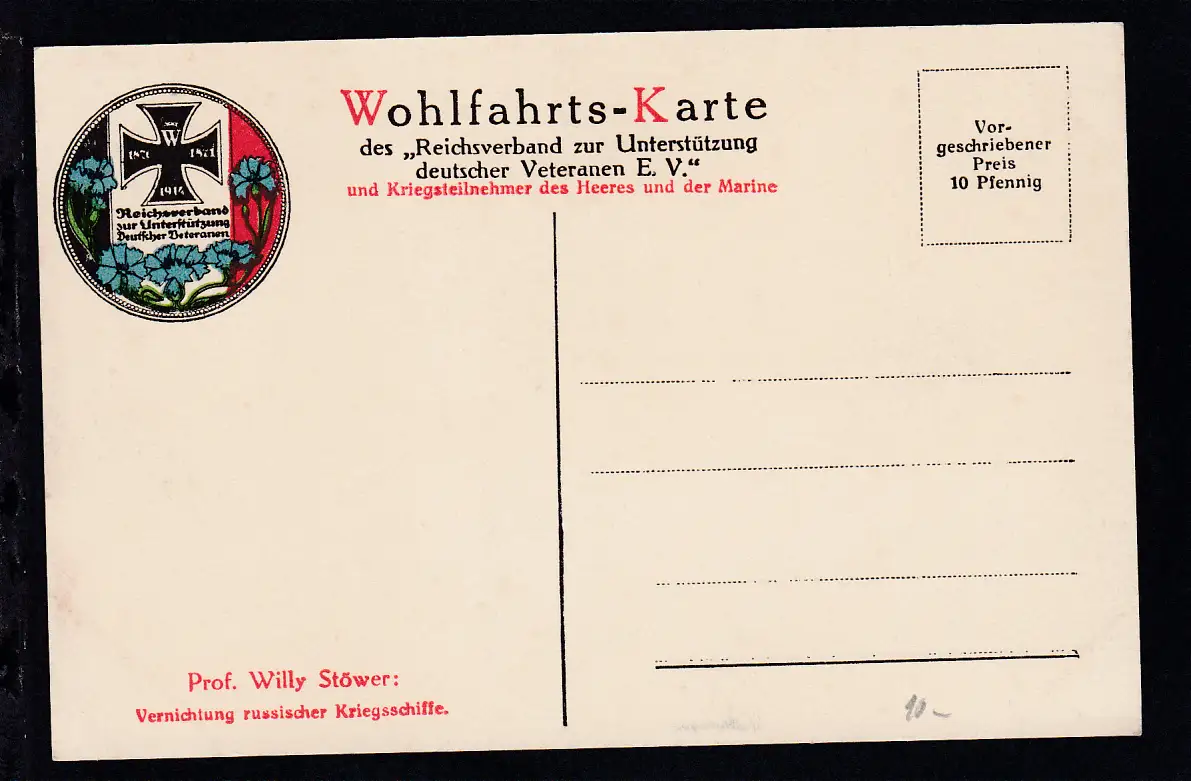 W
1870 1871
1914
Reichsverband
zur Unterstützung
Deutscher Veteranen
Wohlfahrts-Karte
des „Reichsverband zur Unterstützung
deutscher Veteranen E. V.“
und Kriegsteilnehmer des Heeres und der Marine
Vor-
geschriebener
Preis
10 Pfennig
Prof. Willy Stöwer:
Vernichtung russischer Kriegsschiffe.
10-